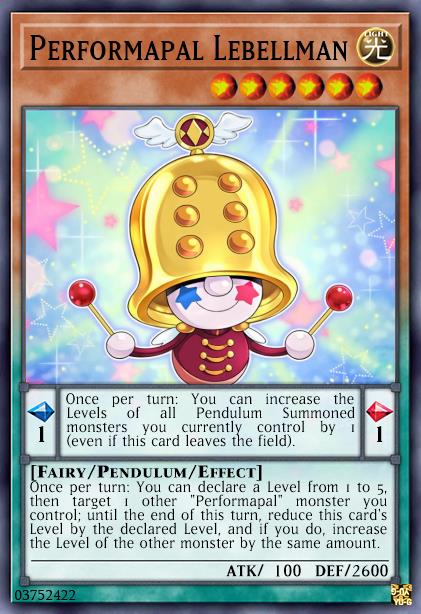 PERFORMAPAL LEBELLMAN
LIGHT
光
Once per turn: You can increase the
Levels of all Pendulum Summoned
monsters you currently control by 1
(even if this card leaves the field).
1
1
[FAIRY/PENDULUM/EFFECT]
Once per turn: You can declare a Level from 1 to 5,
then target 1 other "Performapal" monster you
control; until the end of this turn, reduce this card's
Level by the declared Level, and if you do, increase
the Level of the other monster by the same amount.
ATK/ 100 DEF/2600
03752422